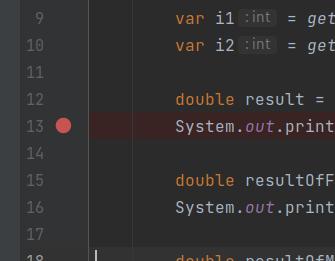 9 var i1 : int = get
10 var i2 : int = get
11
12 double result =
13 System.out.print
14
15 double resultOfF
16 System.out.print
17
18 double resultOfM